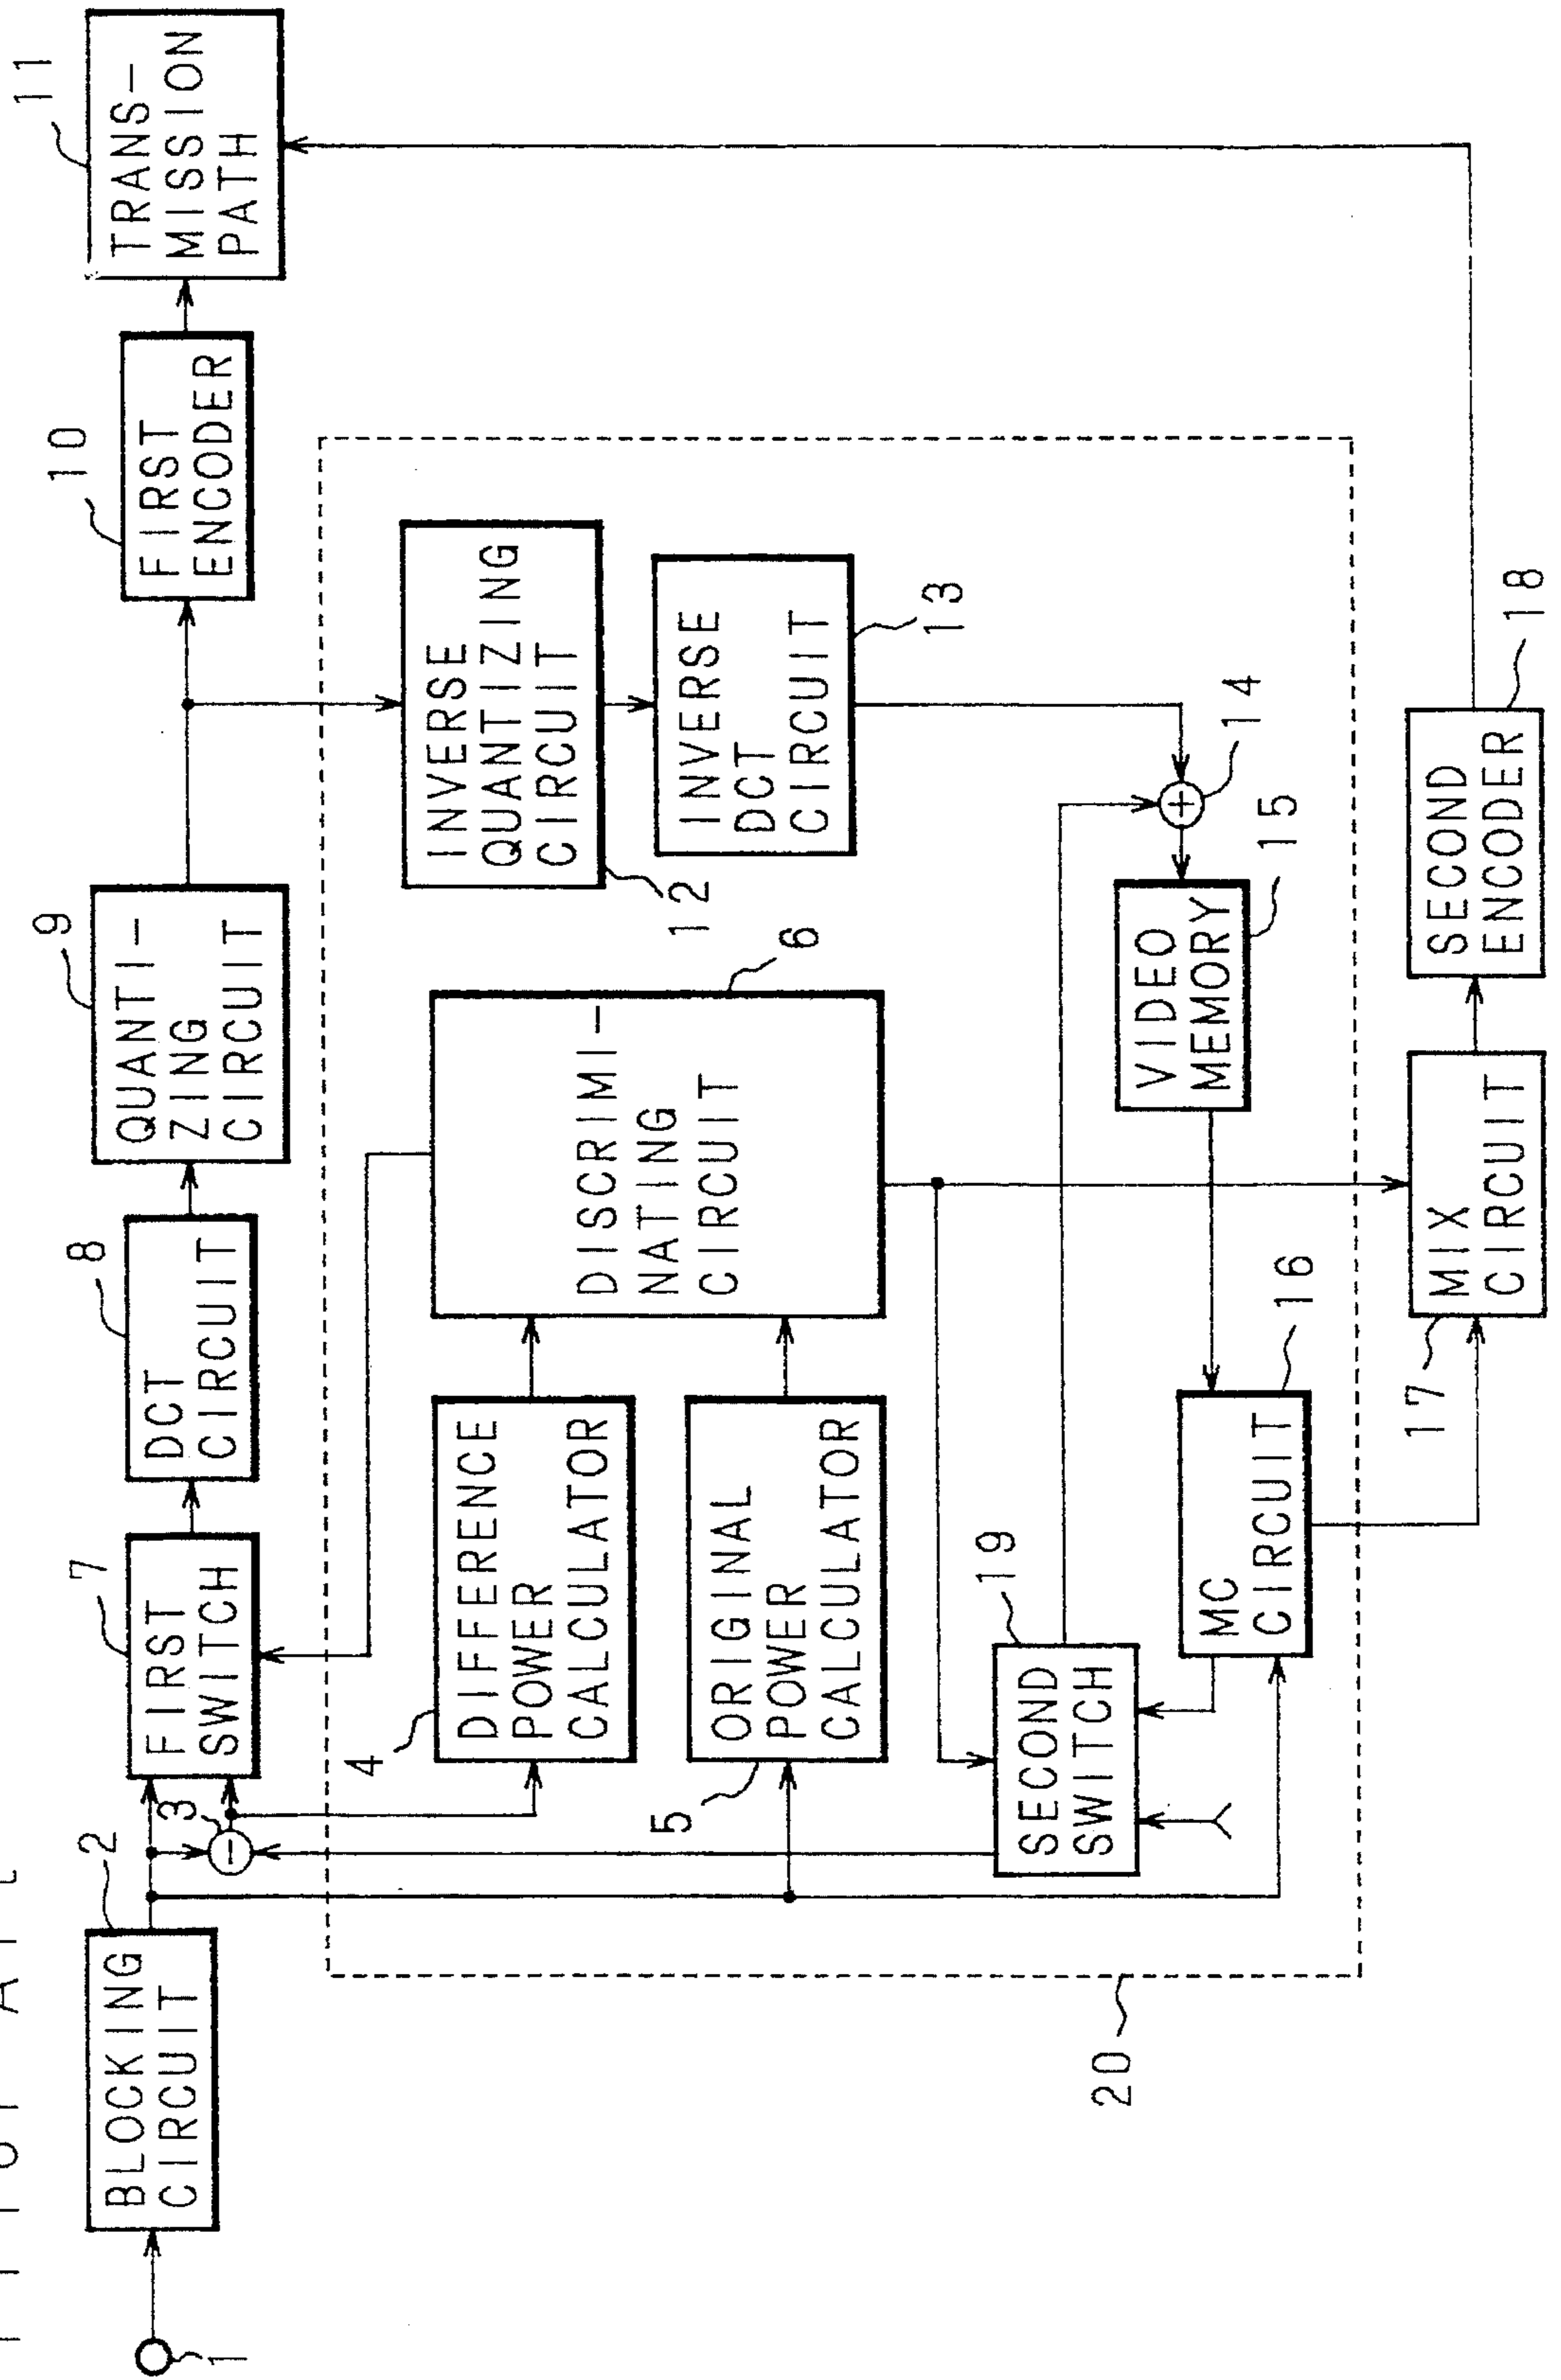 1
2
BLOCKING
CIRCUIT
3
7
FIRST
SWITCH
8
DCT
CIRCUIT
9
QUANTI-
ZING
CIRCUIT
10
FIRST
ENCODER
11
TRANS-
MISSION
PATH
4
DIFFERENCE
POWER
CALCULATOR
5
ORIGINAL
POWER
CALCULATOR
6
DISCRIMI-
NATING
CIRCUIT
12
INVERSE
QUANTIZING
CIRCUIT
13
INVERSE
DCT
CIRCUIT
14
+
15
VIDEO
MEMORY
19
SECOND
SWITCH
16
MC
CIRCUIT
20
17
MIX
CIRCUIT
18
SECOND
ENCODER